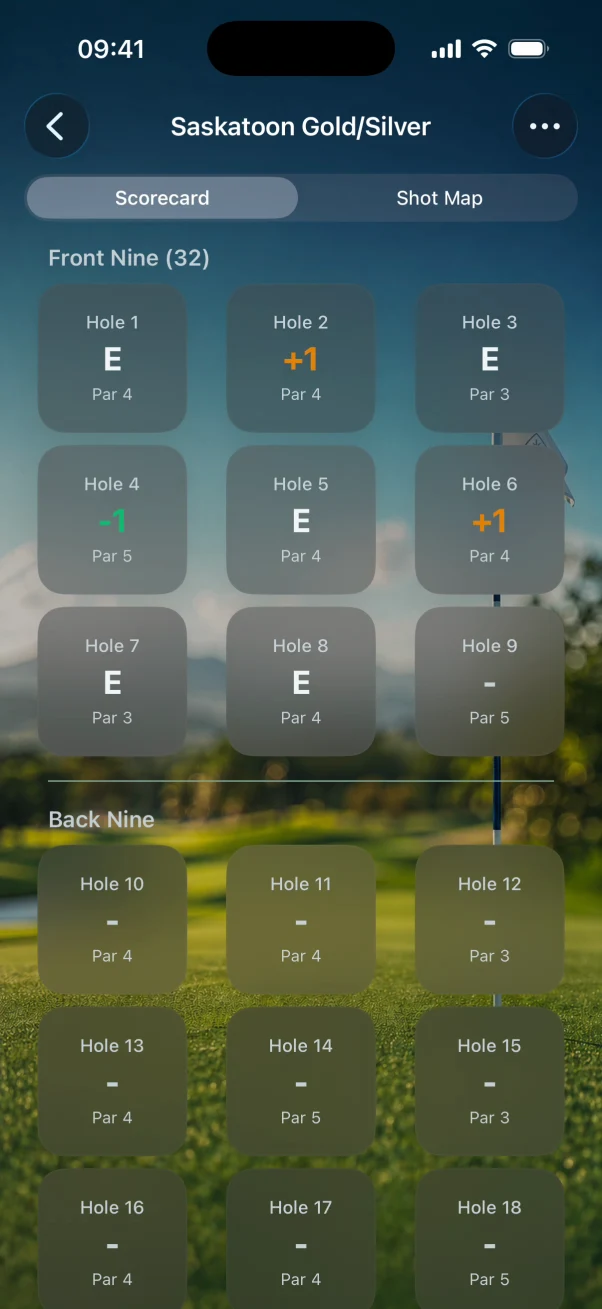 09:41
Saskatoon Gold/Silver
Scorecard Shot Map
Front Nine (32)
Hole 1 Hole 2 Hole 3
E +1 E
Par 4 Par 4 Par 3
Hole 4 Hole 5 Hole 6
-1 E +1
Par 5 Par 4 Par 4
Hole 7 Hole 8 Hole 9
E E -
Par 3 Par 4 Par 5
Back Nine
Hole 10 Hole 11 Hole 12
- - -
Par 4 Par 4 Par 3
Hole 13 Hole 14 Hole 15
- - -
Par 4 Par 5 Par 3
Hole 16 Hole 17 Hole 18
- - -
Par 4 Par 4 Par 5